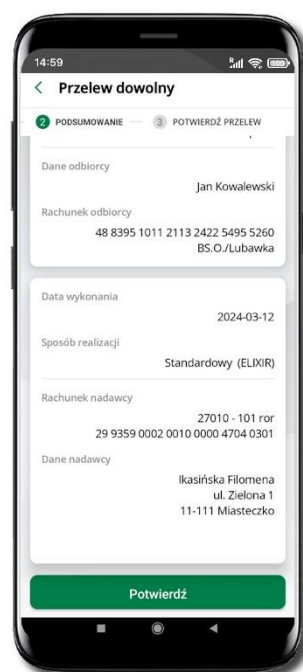 14:59
Przelew dowolny
2 PODSUMOWANIE 3 POTWIERDŹ PRZELEW
Dane odbiorcy
Jan Kowalewski
Rachunek odbiorcy
48 8395 1011 2113 2422 5495 5260
BS.O./Lubawka
Data wykonania
2024-03-12
Sposób realizacji
Standardowy (ELIXIR)
Rachunek nadawcy
27010 - 101 ror
29 9359 0002 0010 0000 4704 0301
Dane nadawcy
Ikasińska Filomena
ul. Zielona 1
11-111 Miasteczko
Potwierdź